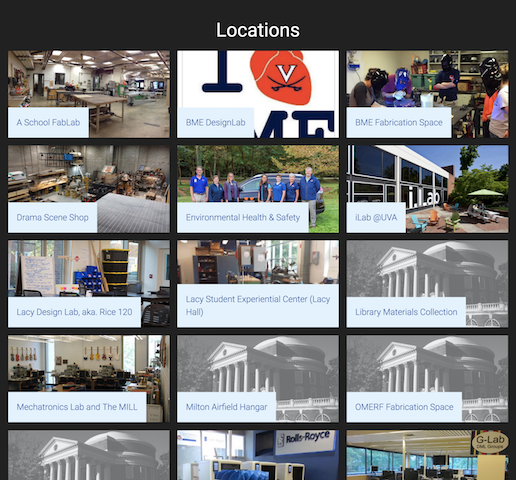 Locations
I
ME
A School FabLab
BME DesignLab
BME Fabrication Space
i.Lab
Drama Scene Shop
Environmental Health & Safety
iLab @UVA
Lacy Design Lab, aka. Rice 120
Lacy Student Experiential Center (Lacy
Hall)
Library Materials Collection
Mechatronics Lab and The MILL
Milton Airfield Hangar
OMERF Fabrication Space
Rolls-Royce
G-Lab